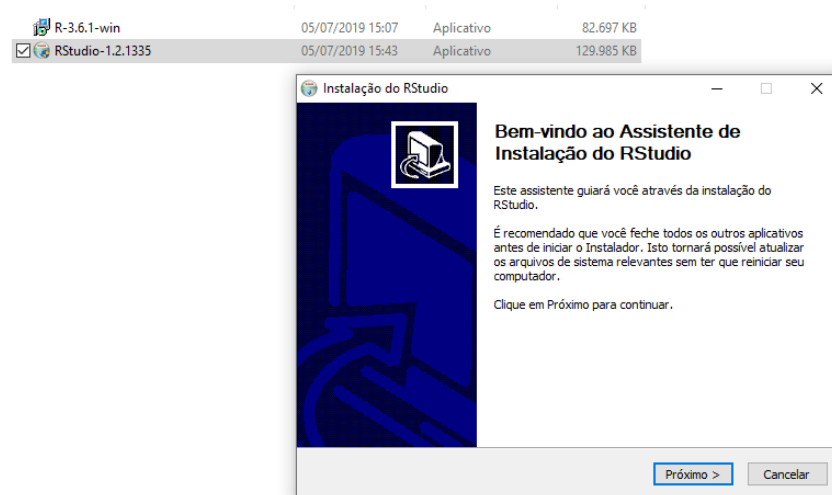 R-3.6.1-win 05/07/2019 15:07 Aplicativo 82.697 KB
RStudio-1.2.1335 05/07/2019 15:43 Aplicativo 129.985 KB
Instalação do RStudio
Bem-vindo ao Assistente de
Instalação do RStudio
Este assistente guiará você através da instalação do
RStudio.
É recomendado que você feche todos os outros aplicativos
antes de iniciar o Instalador. Isto tornará possível atualizar
os arquivos de sistema relevantes sem ter que reiniciar seu
computador.
Clique em Próximo para continuar.
Próximo > Cancelar